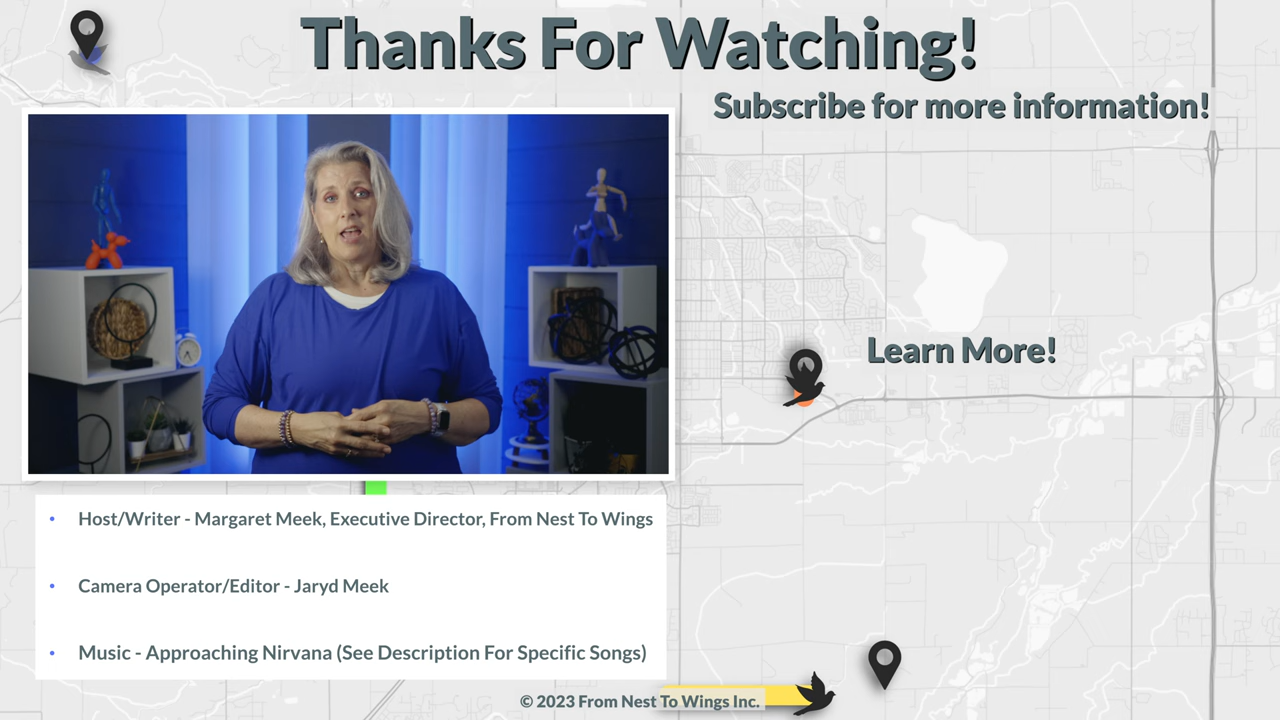 Thanks For Watching!
Subscribe for more information!
Learn More!
• Host/Writer - Margaret Meek, Executive Director, From Nest To Wings
• Camera Operator/Editor - Jaryd Meek
• Music - Approaching Nirvana (See Description For Specific Songs)
© 2023 From Nest To Wings Inc.